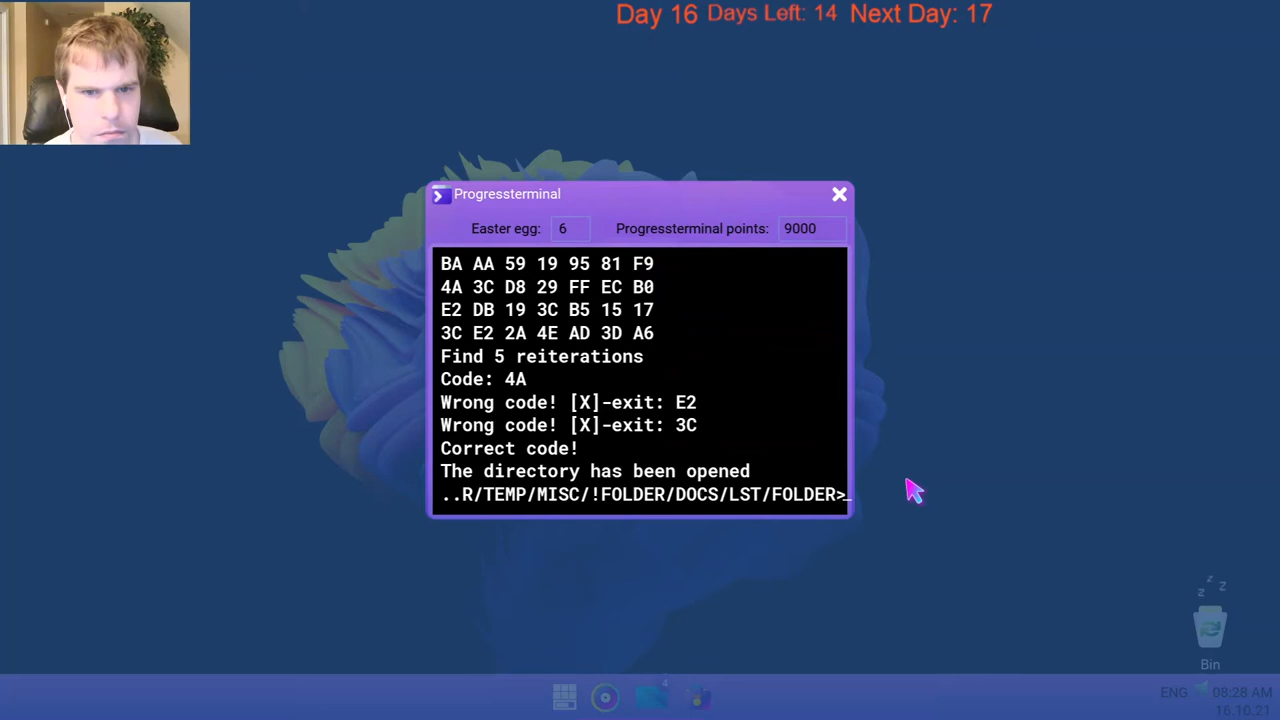 Day 16 Days Left: 14 Next Day: 17
Progressterminal
Easter egg: 6 Progressterminal points: 9000
BA AA 59 19 95 81 F9
4A 3C D8 29 FF EC B0
E2 DB 19 3C B5 15 17
3C E2 2A 4E AD 3D A6
Find 5 reiterations
Code: 4A
Wrong code! [X]-exit: E2
Wrong code! [X]-exit: 3C
Correct code!
The directory has been opened
..R/TEMP/MISC/!FOLDER/DOCS/LST/FOLDER>_
z z z
Bin
4
ENG 08:28 AM
16.10.21